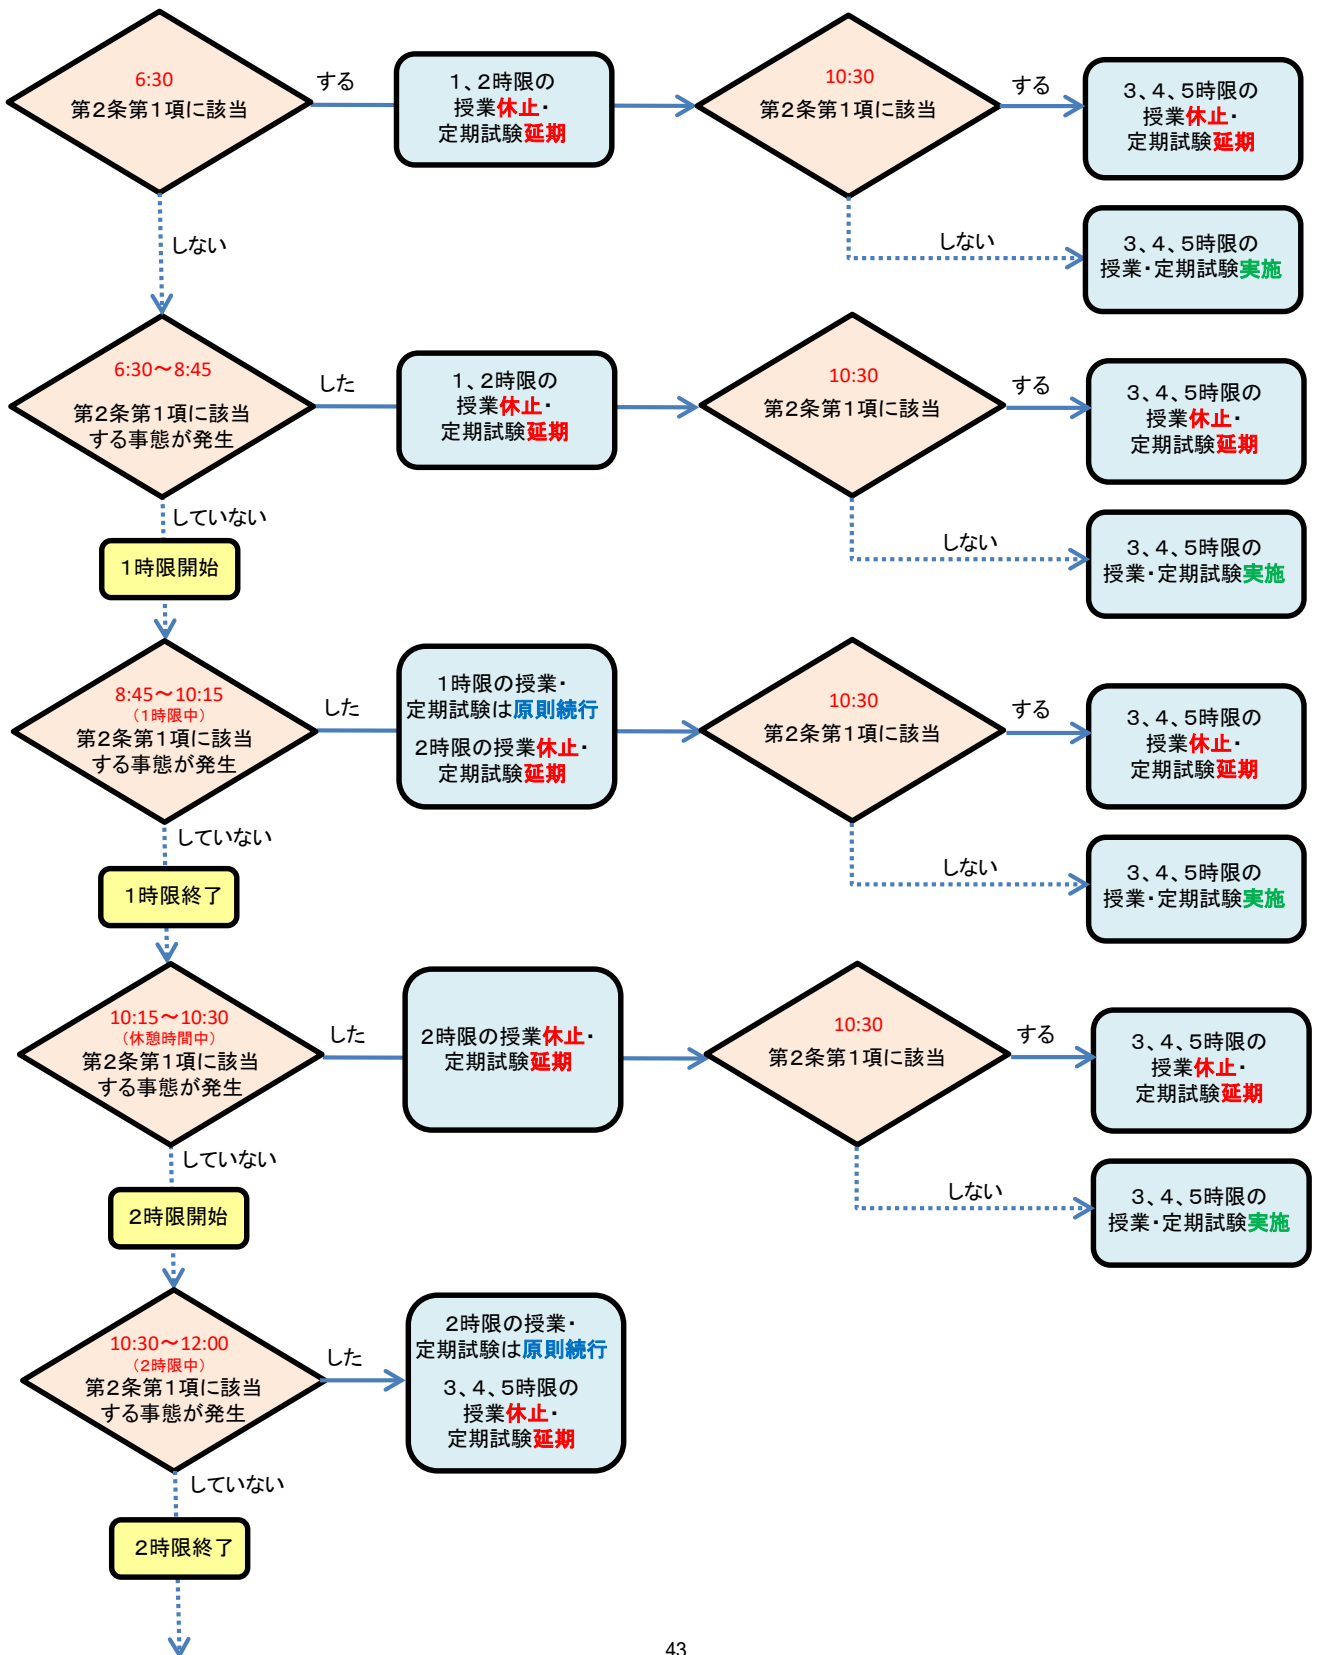 6:30
第2条第1項に該当
する
1、2時限の
授業休止・
定期試験延期
10:30
第2条第1項に該当
する
3、4、5時限の
授業休止・
定期試験延期
しない
3、4、5時限の
授業・定期試験実施
しない
6:30～8:45
第2条第1項に該当
する事態が発生
した
1、2時限の
授業休止・
定期試験延期
10:30
第2条第1項に該当
する
3、4、5時限の
授業休止・
定期試験延期
しない
3、4、5時限の
授業・定期試験実施
していない
1時限開始
8:45～10:15
（1時限中）
第2条第1項に該当
する事態が発生
した
1時限の授業・
定期試験は原則続行
2時限の授業休止・
定期試験延期
10:30
第2条第1項に該当
する
3、4、5時限の
授業休止・
定期試験延期
しない
3、4、5時限の
授業・定期試験実施
していない
1時限終了
10:15～10:30
（休憩時間中）
第2条第1項に該当
する事態が発生
した
2時限の授業休止・
定期試験延期
10:30
第2条第1項に該当
する
3、4、5時限の
授業休止・
定期試験延期
しない
3、4、5時限の
授業・定期試験実施
していない
2時限開始
10:30～12:00
（2時限中）
第2条第1項に該当
する事態が発生
した
2時限の授業・
定期試験は原則続行
3、4、5時限の
授業休止・
定期試験延期
していない
2時限終了
43